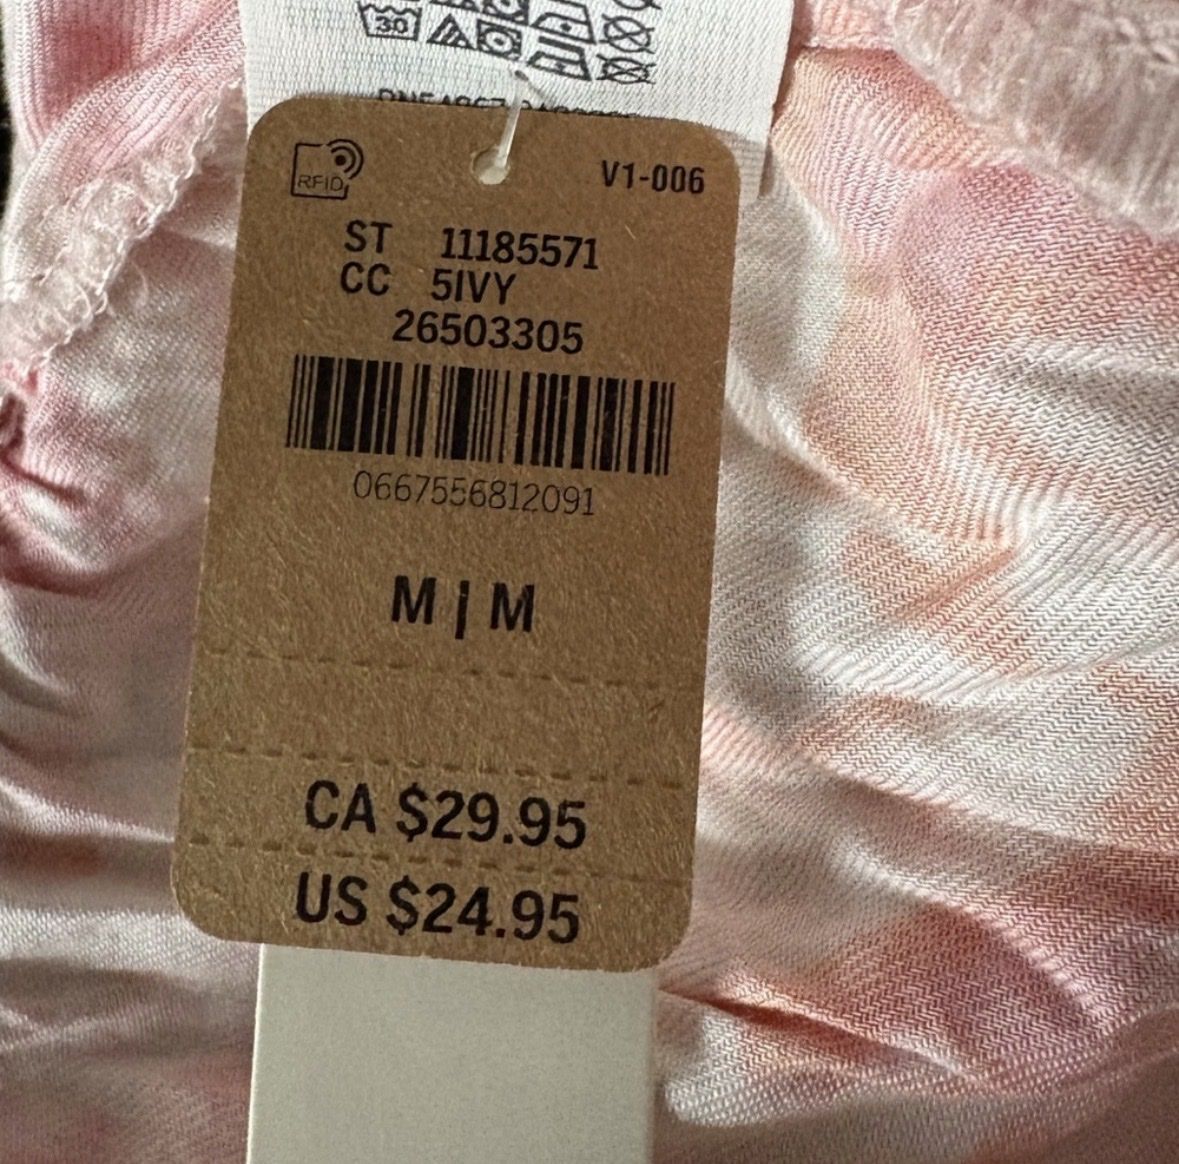 30
RFID
V1-006
ST 11185571
CC 5IVY
26503305
0667556812091
M | M
CA $29.95
US $24.95